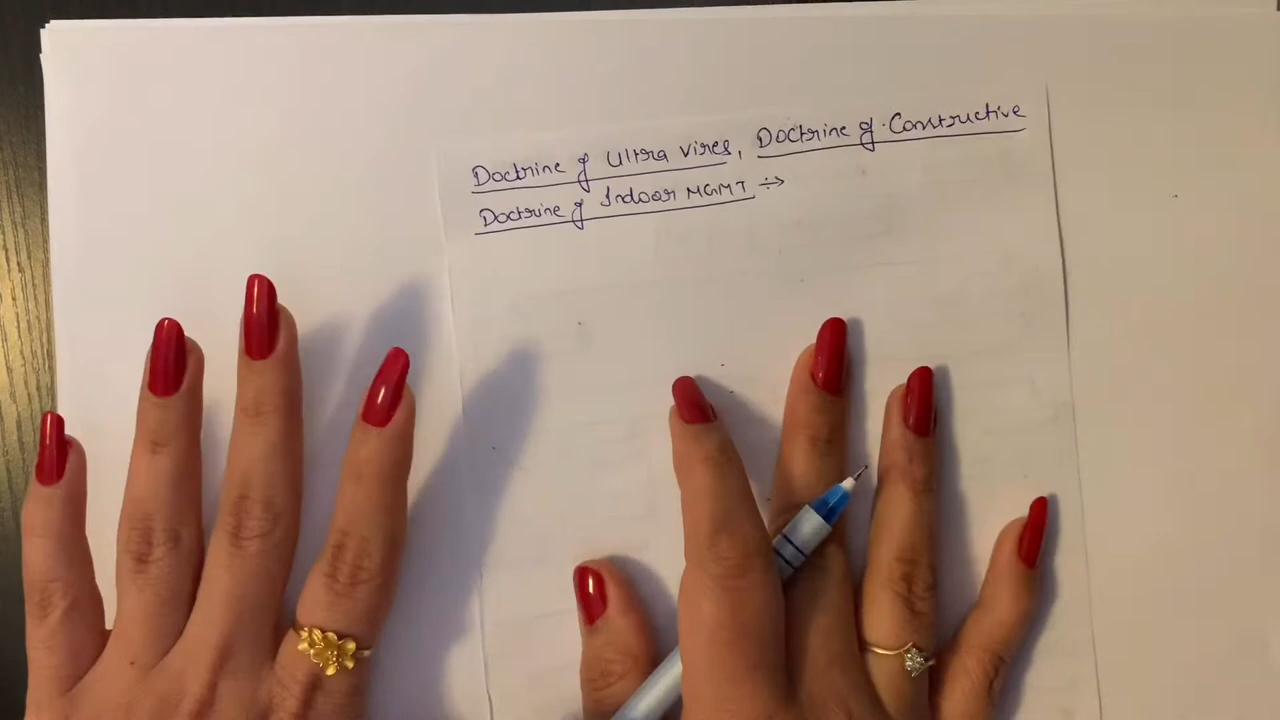 Doctrine of Ultra vires, Doctrine of Constructive
Doctrine of Indoor MGMT ÷>